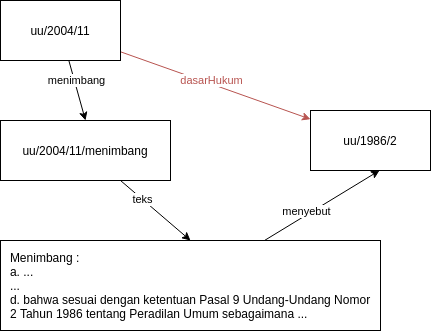 uu/2004/11
menimbang
dasarHukum
uu/2004/11/menimbang
uu/1986/2
teks
menyebut
Menimbang :
a. ...
...
d. bahwa sesuai dengan ketentuan Pasal 9 Undang-Undang Nomor
2 Tahun 1986 tentang Peradilan Umum sebagaimana ...